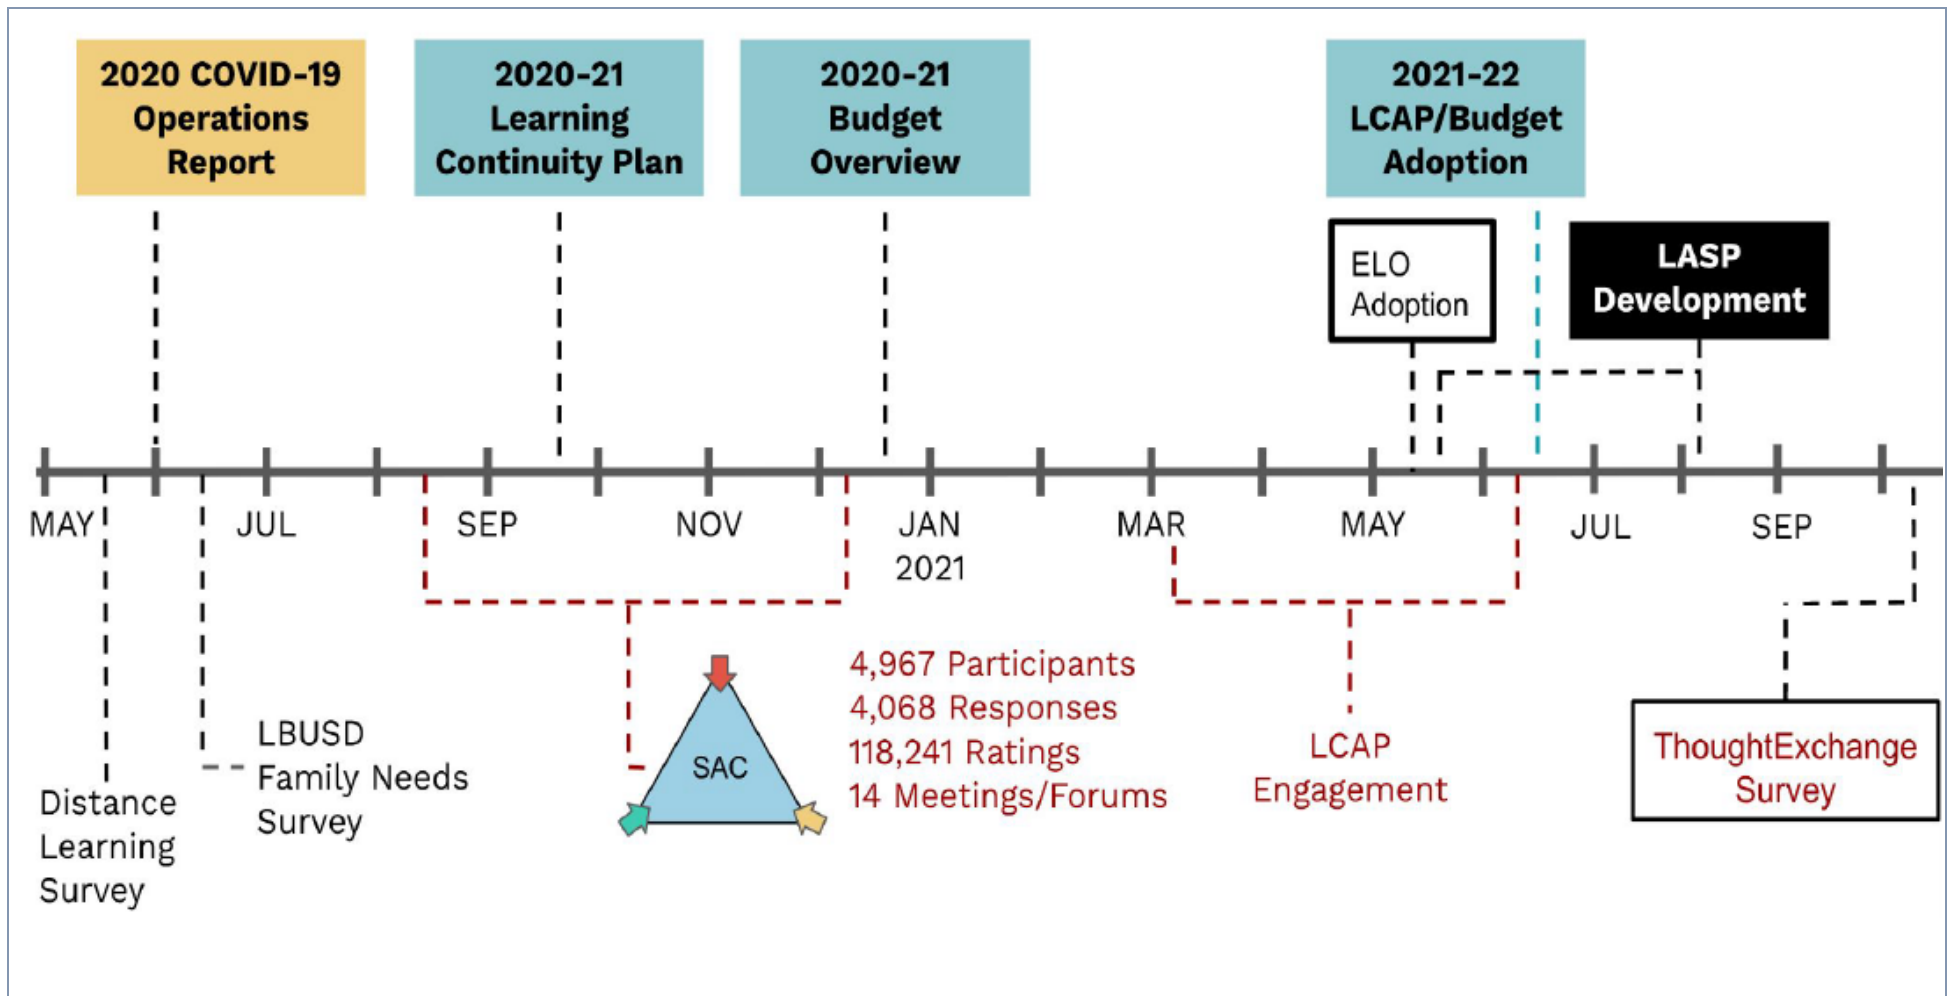 2020 COVID-19
Operations
Report
2020-21
Learning
Continuity Plan
2020-21
Budget
Overview
2021-22
LCAP/Budget
Adoption
ELO
Adoption
LASP
Development
MAY
JUL
SEP
NOV
JAN
2021
MAR
MAY
JUL
SEP
Distance
Learning
Survey
LBUSD
Family Needs
Survey
SAC
4,967 Participants
4,068 Responses
118,241 Ratings
14 Meetings/Forums
LCAP
Engagement
ThoughtExchange
Survey